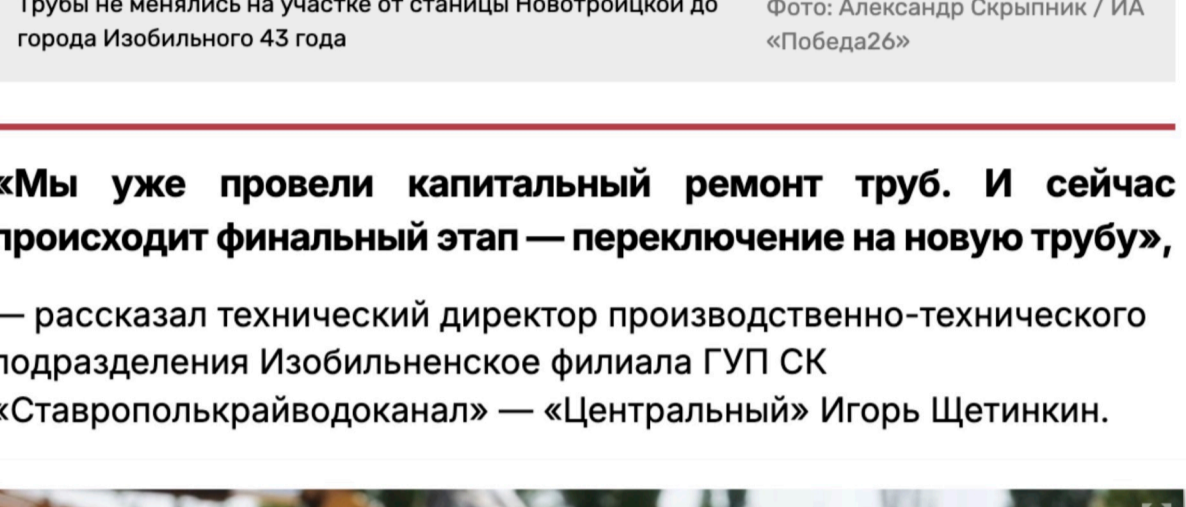 Трубы не менялись на участке от станицы Новотроицкой до
города Изобильного 43 года
Фото: Александр Скрыпник / ИА
«Победа26»
«Мы уже провели капитальный ремонт труб. И сейчас
происходит финальный этап — переключение на новую трубу»,
— рассказал технический директор производственно-технического
подразделения Изобильненское филиала ГУП СК
«Ставрополькрайводоканал» — «Центральный» Игорь Щетинкин.